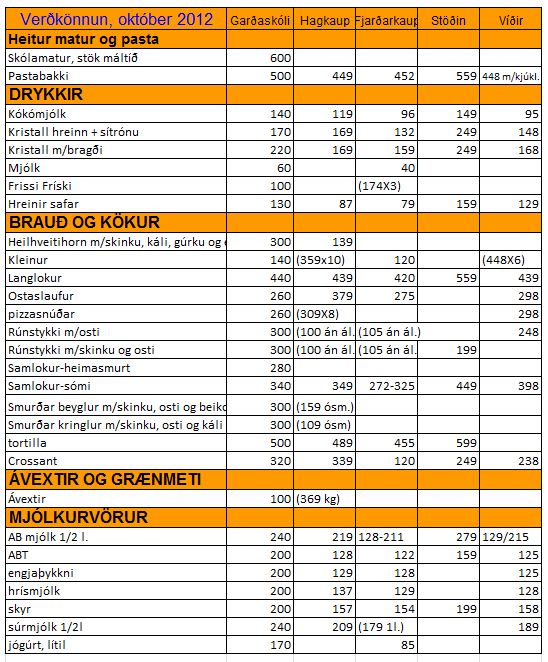 Verðkönnun, október 2012 Garðaskóli Hagkaup Fjarðarkaup Stöðin Víðir
Heitur matur og pasta
Skólamatur, stök máltíð 600
Pastabakki 500 449 452 559 448 m/kjúkl.
DRYKKIR
Kókómjólk 140 119 96 149 95
Kristall hreinn + sítrónu 170 169 132 249 148
Kristall m/bragði 220 169 159 249 168
Mjólk 60 40
Frissi Fríski 100 (174X3)
Hreinir safar 130 87 79 159 129
BRAUÐ OG KÖKUR
Heilhveitihorn m/skinku, káli, gúrku og 300 139
Kleinur 140 (359x10) 120 (448X6)
Langlokur 440 439 420 559 439
Ostaslaufur 260 379 275 298
pizzasnúðar 260 (309X8) 298
Rúnstykki m/osti 300 (100 án ál. (105 án ál.) 248
Rúnstykki m/skinku og osti 300 (100 án ál. (105 án ál. 199
Samlokur-heimasmurt 280
Samlokur-sómi 340 349 272-325 449 398
Smurðar beyglur m/skinku, osti og beiko 300 (159 ósm.)
Smurðar kringlur m/skinku, osti og káli 300 (109 ósm)
tortilla 500 489 455 599
Crossant 320 339 120 249 238
ÁVEXTIR OG GRÆNMETI
Ávextir 100 (369 kg)
MJÓLKURVÖRUR
AB mjólk 1/2 l. 240 219 128-211 279 129/215
ABT 200 128 122 159 125
engjaþykkni 200 129 128 125
hrísmjólk 200 137 129 128
skyr 200 157 154 199 158
súrmjólk 1/2l 240 209 (179 1l.) 189
jógúrt, lítil 170 85